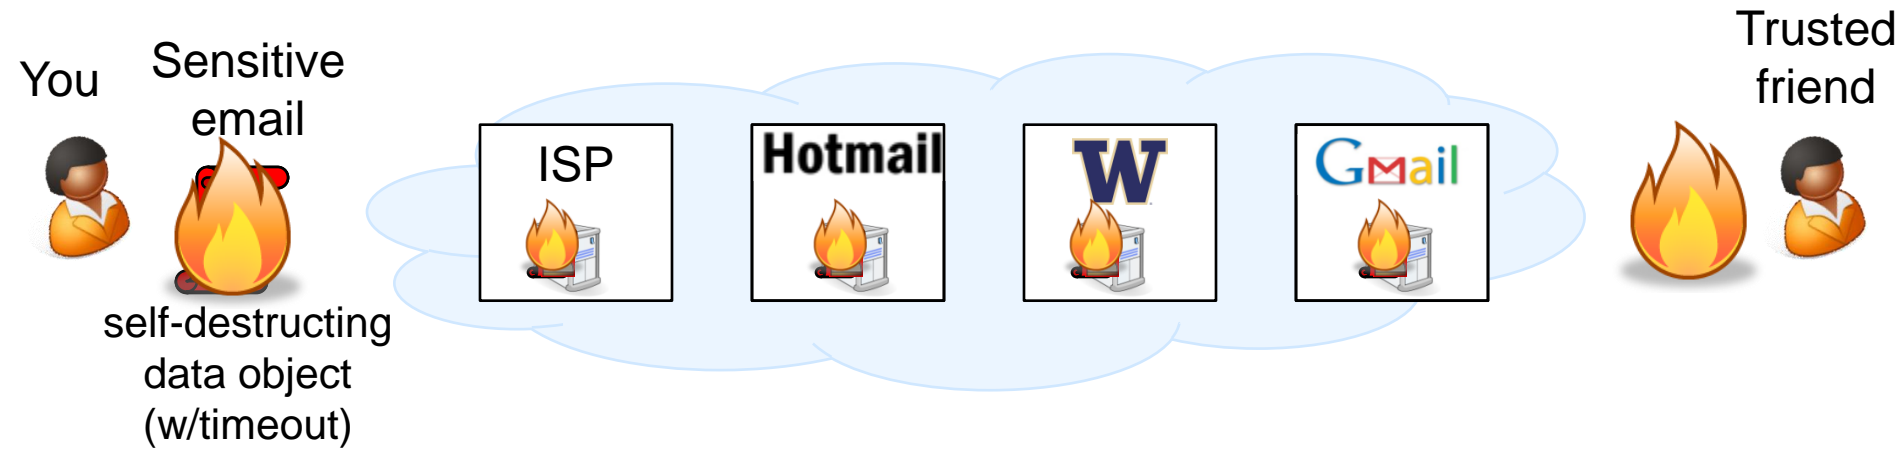 You
Sensitive
email
self-destructing
data object
(w/timeout)
ISP
Hotmail
W
Gmail
Trusted
friend